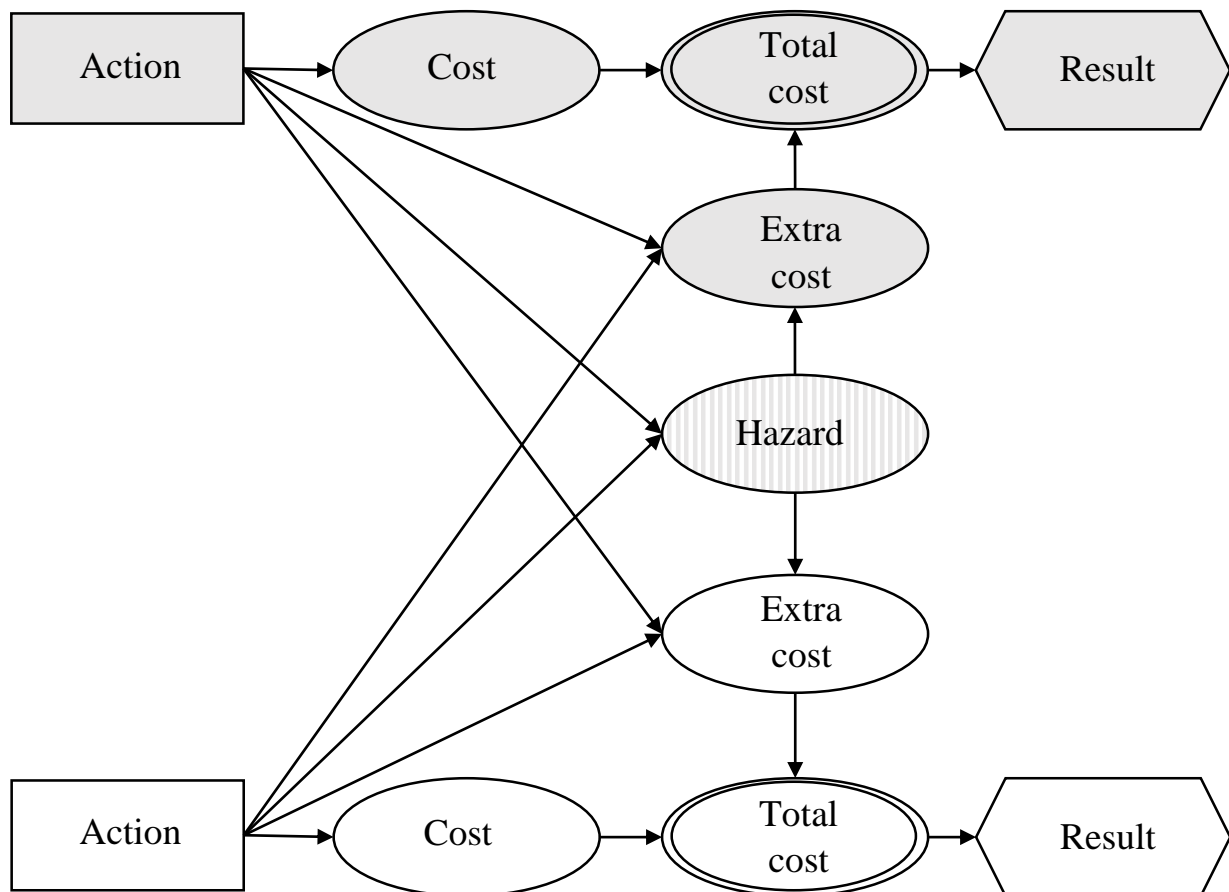 Action
Cost
Total
cost
Result
Extra
cost
Hazard
Extra
cost
Action
Cost
Total
cost
Result